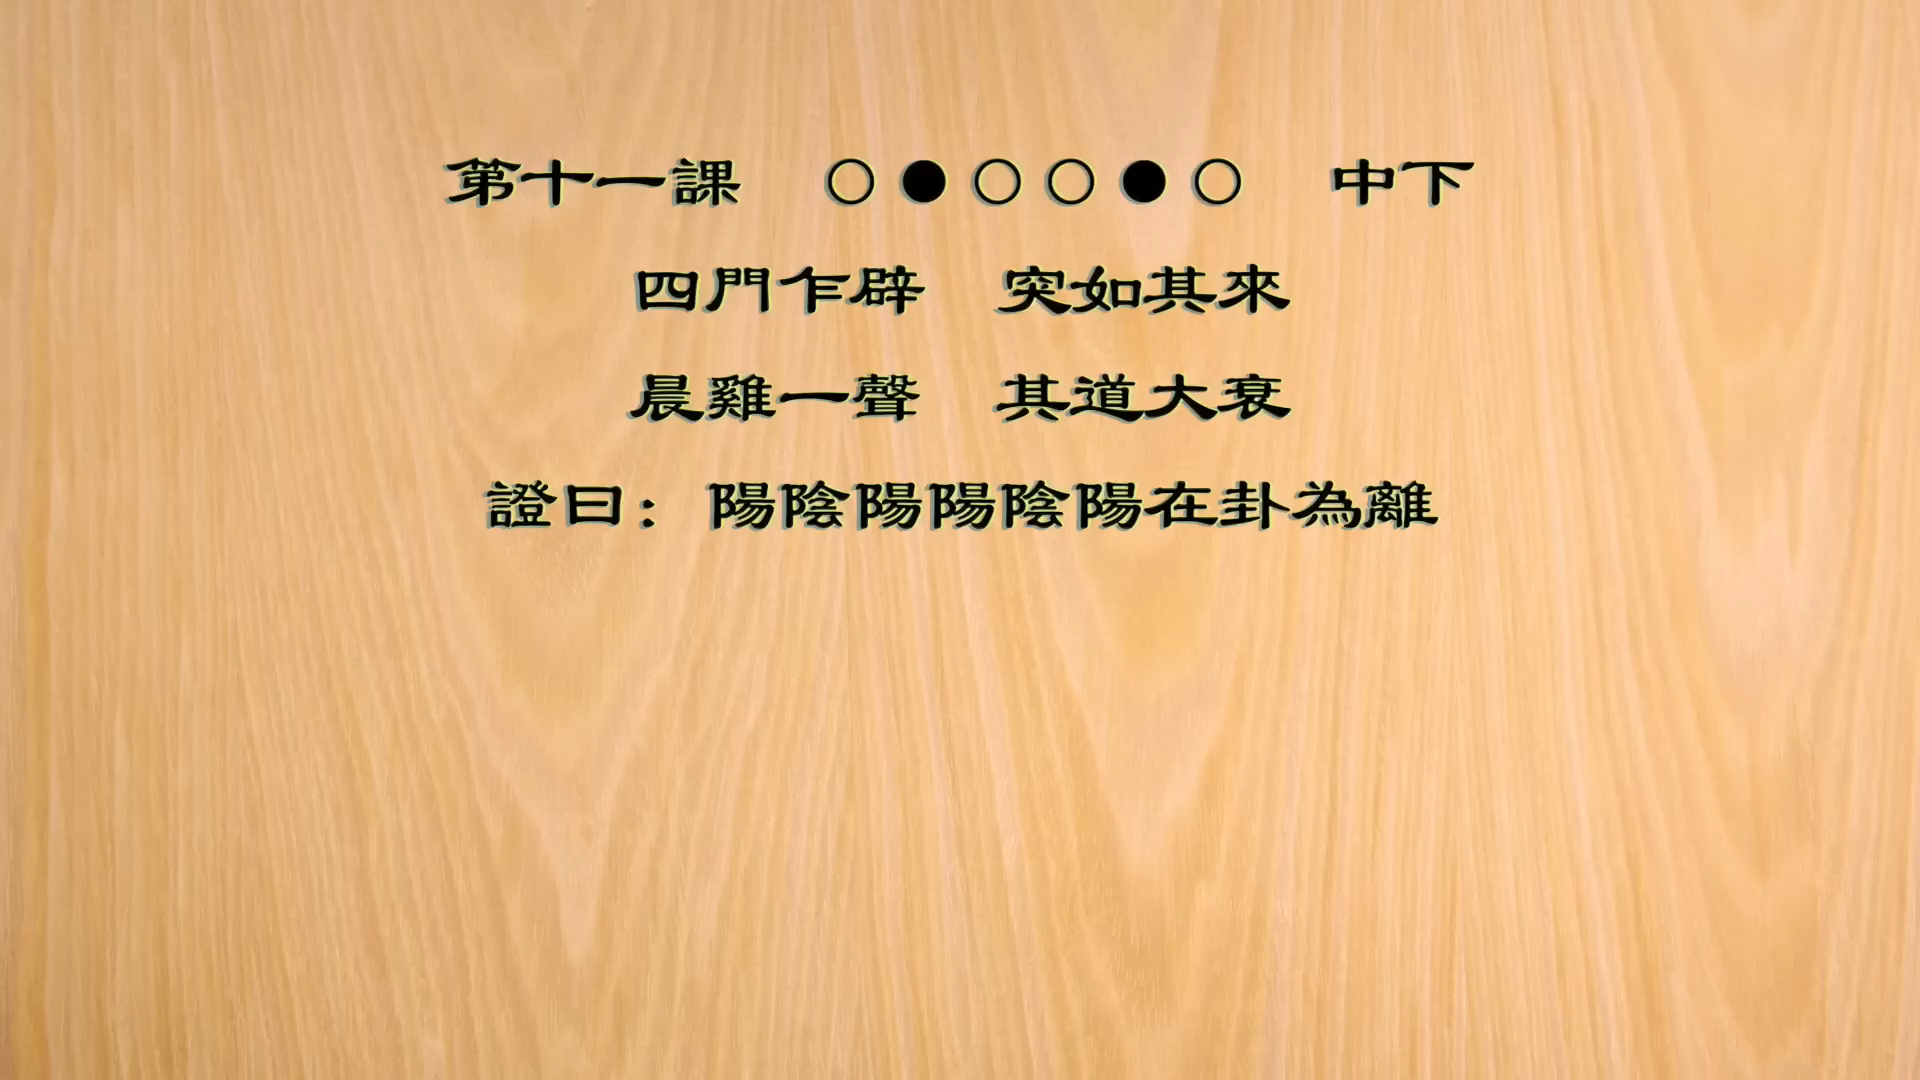 第十一課 ○●○○●○ 中下
四門乍辟 突如其來
晨雞一聲 其道大衰
證曰：陽陰陽陽陰陽在卦為離